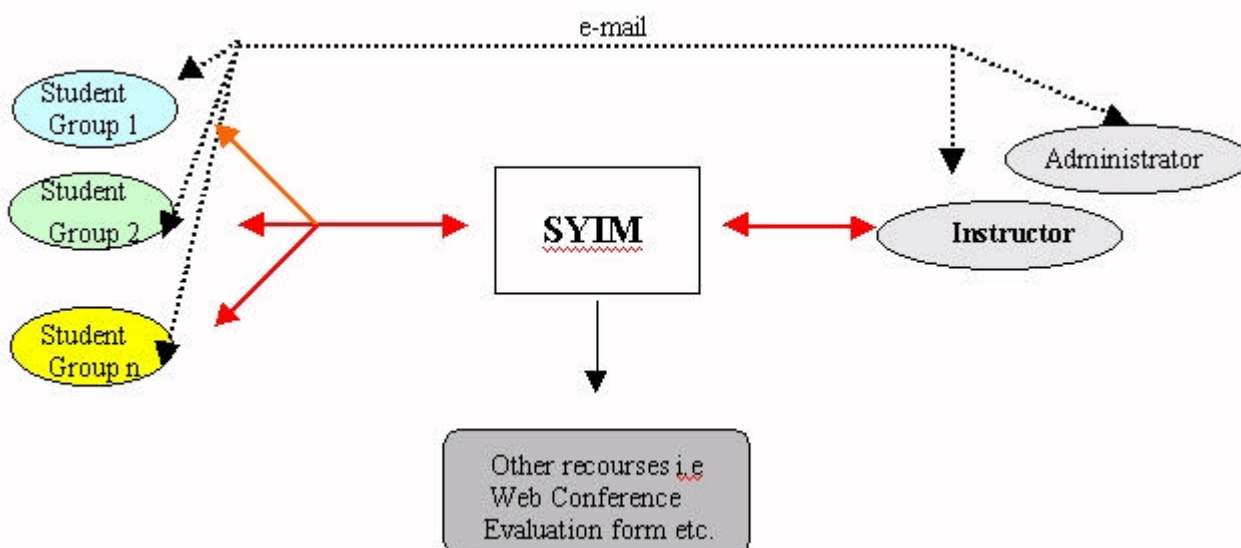 e-mail
Student
Group 1
Administrator
Student
Group 2
SYIM
Instructor
Student
Group n
Other recourses i.e
Web Conference
Evaluation form etc.